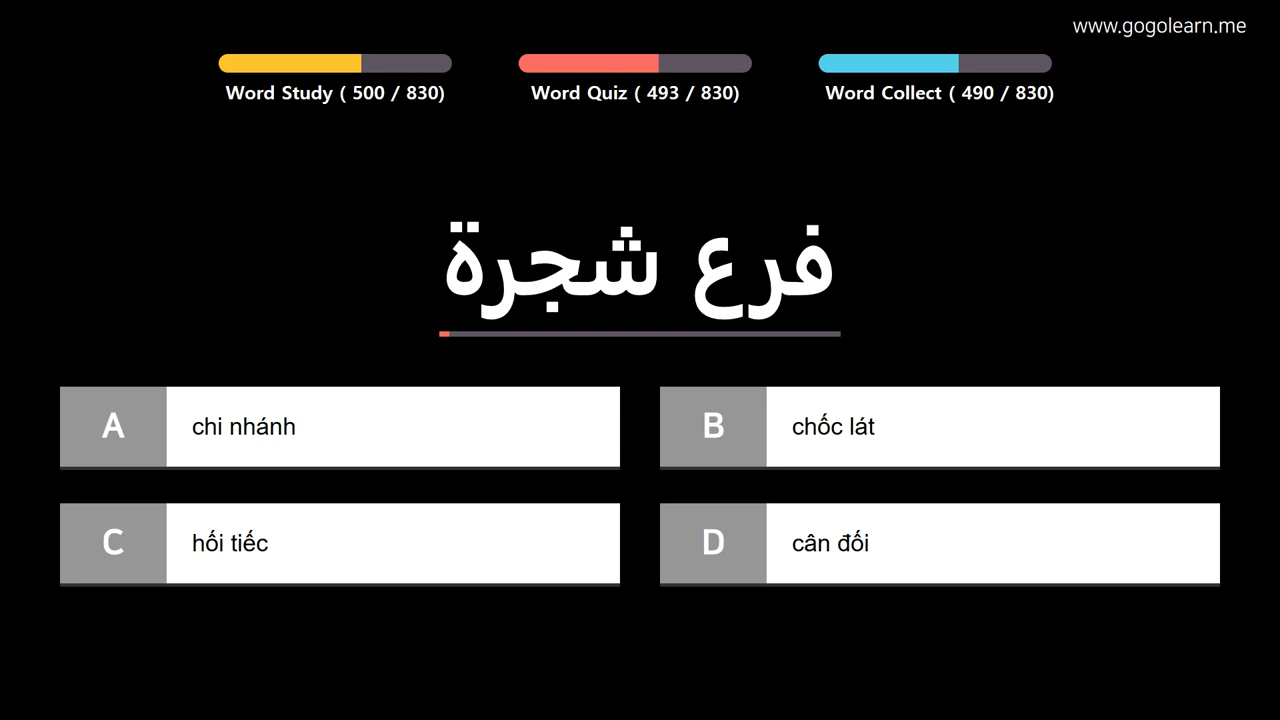 www.gogolearn.me
Word Study ( 500 / 830)
Word Quiz ( 493 / 830)
Word Collect ( 490 / 830)
فرع شجرة
A chi nhánh
B chốc lát
C hối tiếc
D cân đối